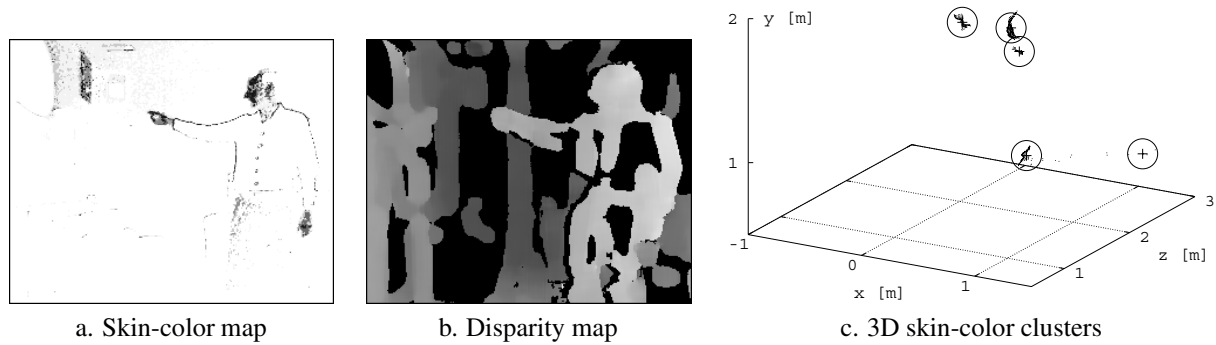 2
y [m]
1
3
2
z [m]
1
-1
0
x [m]
1
a. Skin-color map
b. Disparity map
c. 3D skin-color clusters